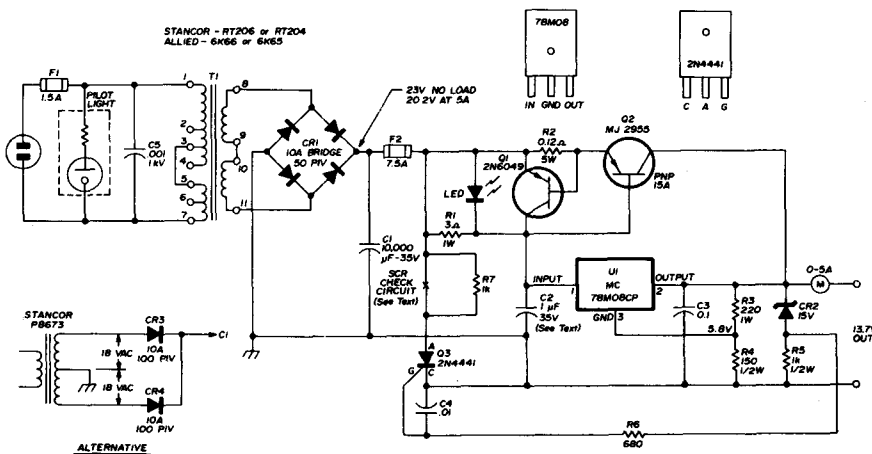 STANCOR - RT206 or RT204
ALLIED - 6K66 or 6K65
78M08
IN GND OUT
2N4441
C A G
F1
1.5A
PILOT
LIGHT
C5
.001
1kV
T1
1
2
3
4
5
6
7
8
9
10
11
CR1
10A BRIDGE
50 PIV
23V NO LOAD
20.2V AT 5A
F2
7.5A
C1
10,000
µF-35V
LED
R1
3Ω
1W
R2
0.12Ω
5W
Q1
2N6049
Q2
MJ 2955
PNP
15A
SCR
CHECK
CIRCUIT
(See Text)
R7
1k
INPUT
1
U1
MC
78M08CP
GND 3
OUTPUT
2
C2
1 µF
35V
(See Text)
C3
0.1
5.8V
R3
220
1W
R4
150
1/2W
CR2
15V
R5
1k
1/2W
0-5A
M
13.7V
OUT
A
Q3
2N4441
G
C
C4
.01
R6
680
STANCOR
P8673
18 VAC
18 VAC
CR3
10A
100 PIV
C1
CR4
10A
100 PIV
ALTERNATIVE